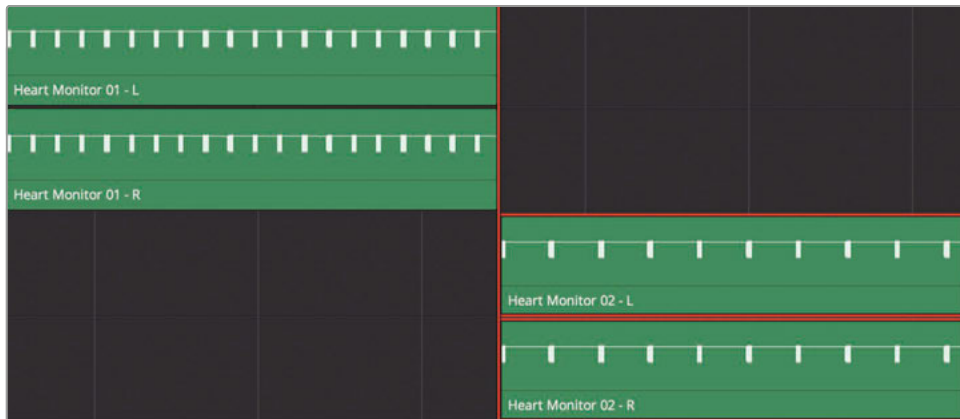 Heart Monitor 01 - L
Heart Monitor 01 - R
Heart Monitor 02 - L
Heart Monitor 02 - R